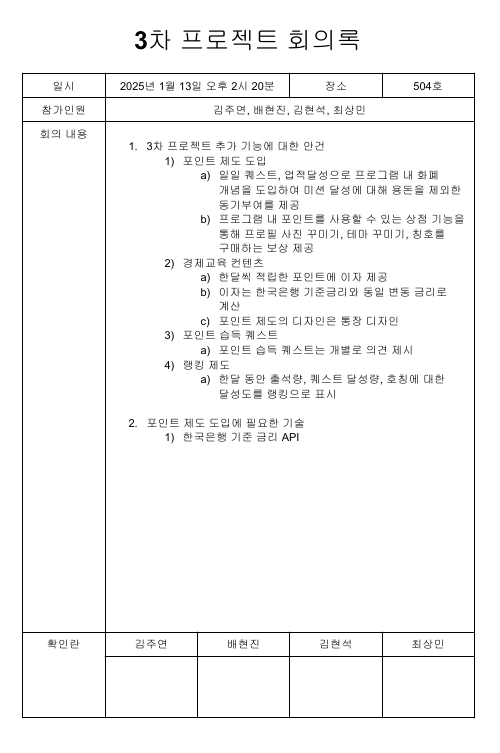 3차 프로젝트 회의록
일시 2025년 1월 13일 오후 2시 20분 장소 504호
참가인원 김주연, 배현진, 김현석, 최상민
회의 내용
1. 3차 프로젝트 추가 기능에 대한 안건
1) 포인트 제도 도입
a) 일일 퀘스트, 업적달성으로 프로그램 내 화폐
개념을 도입하여 미션 달성에 대해 용돈을 제외한
동기부여를 제공
b) 프로그램 내 포인트를 사용할 수 있는 상점 기능을
통해 프로필 사진 꾸미기, 테마 꾸미기, 칭호를
구매하는 보상 제공
2) 경제교육 컨텐츠
a) 한달씩 적립한 포인트에 이자 제공
b) 이자는 한국은행 기준금리와 동일 변동 금리로
계산
c) 포인트 제도의 디자인은 통장 디자인
3) 포인트 습득 퀘스트
a) 포인트 습득 퀘스트는 개별로 의견 제시
4) 랭킹 제도
a) 한달 동안 출석량, 퀘스트 달성량, 호칭에 대한
달성도를 랭킹으로 표시
2. 포인트 제도 도입에 필요한 기술
1) 한국은행 기준 금리 API
확인란 김주연 배현진 김현석 최상민